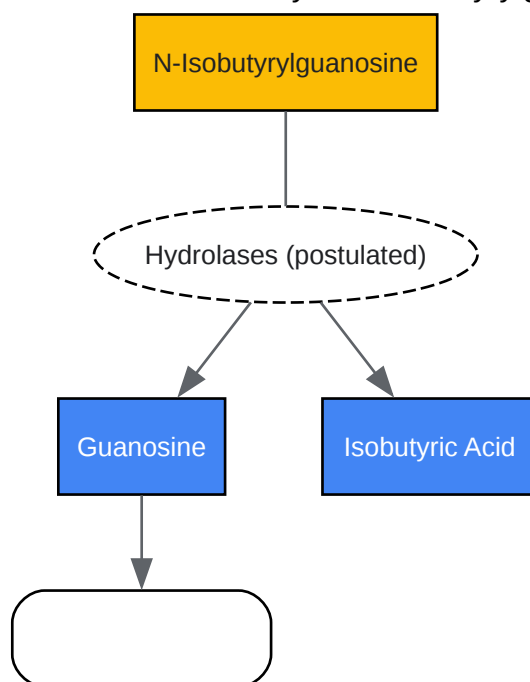 N-Isobutyrylguanosine
Hydrolases (postulated)
Guanosine
Isobutyric Acid